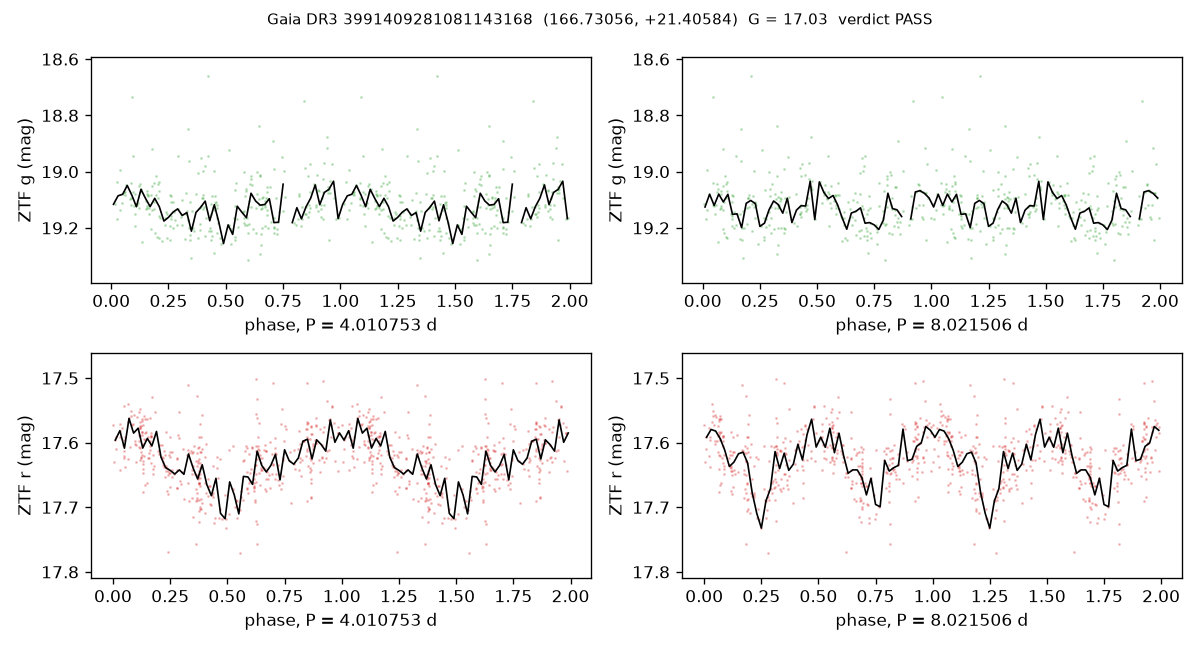 Gaia DR3 3991409281081143168 (166.73056, +21.40584) G = 17.03 verdict PASS
18.6
18.8
19.0
19.2
ZTF g (mag)
0.00 0.25 0.50 0.75 1.00 1.25 1.50 1.75 2.00
phase, P = 4.010753 d
18.6
18.8
19.0
19.2
ZTF g (mag)
0.00 0.25 0.50 0.75 1.00 1.25 1.50 1.75 2.00
phase, P = 8.021506 d
17.5
17.6
17.7
17.8
ZTF r (mag)
0.00 0.25 0.50 0.75 1.00 1.25 1.50 1.75 2.00
phase, P = 4.010753 d
17.5
17.6
17.7
17.8
ZTF r (mag)
0.00 0.25 0.50 0.75 1.00 1.25 1.50 1.75 2.00
phase, P = 8.021506 d